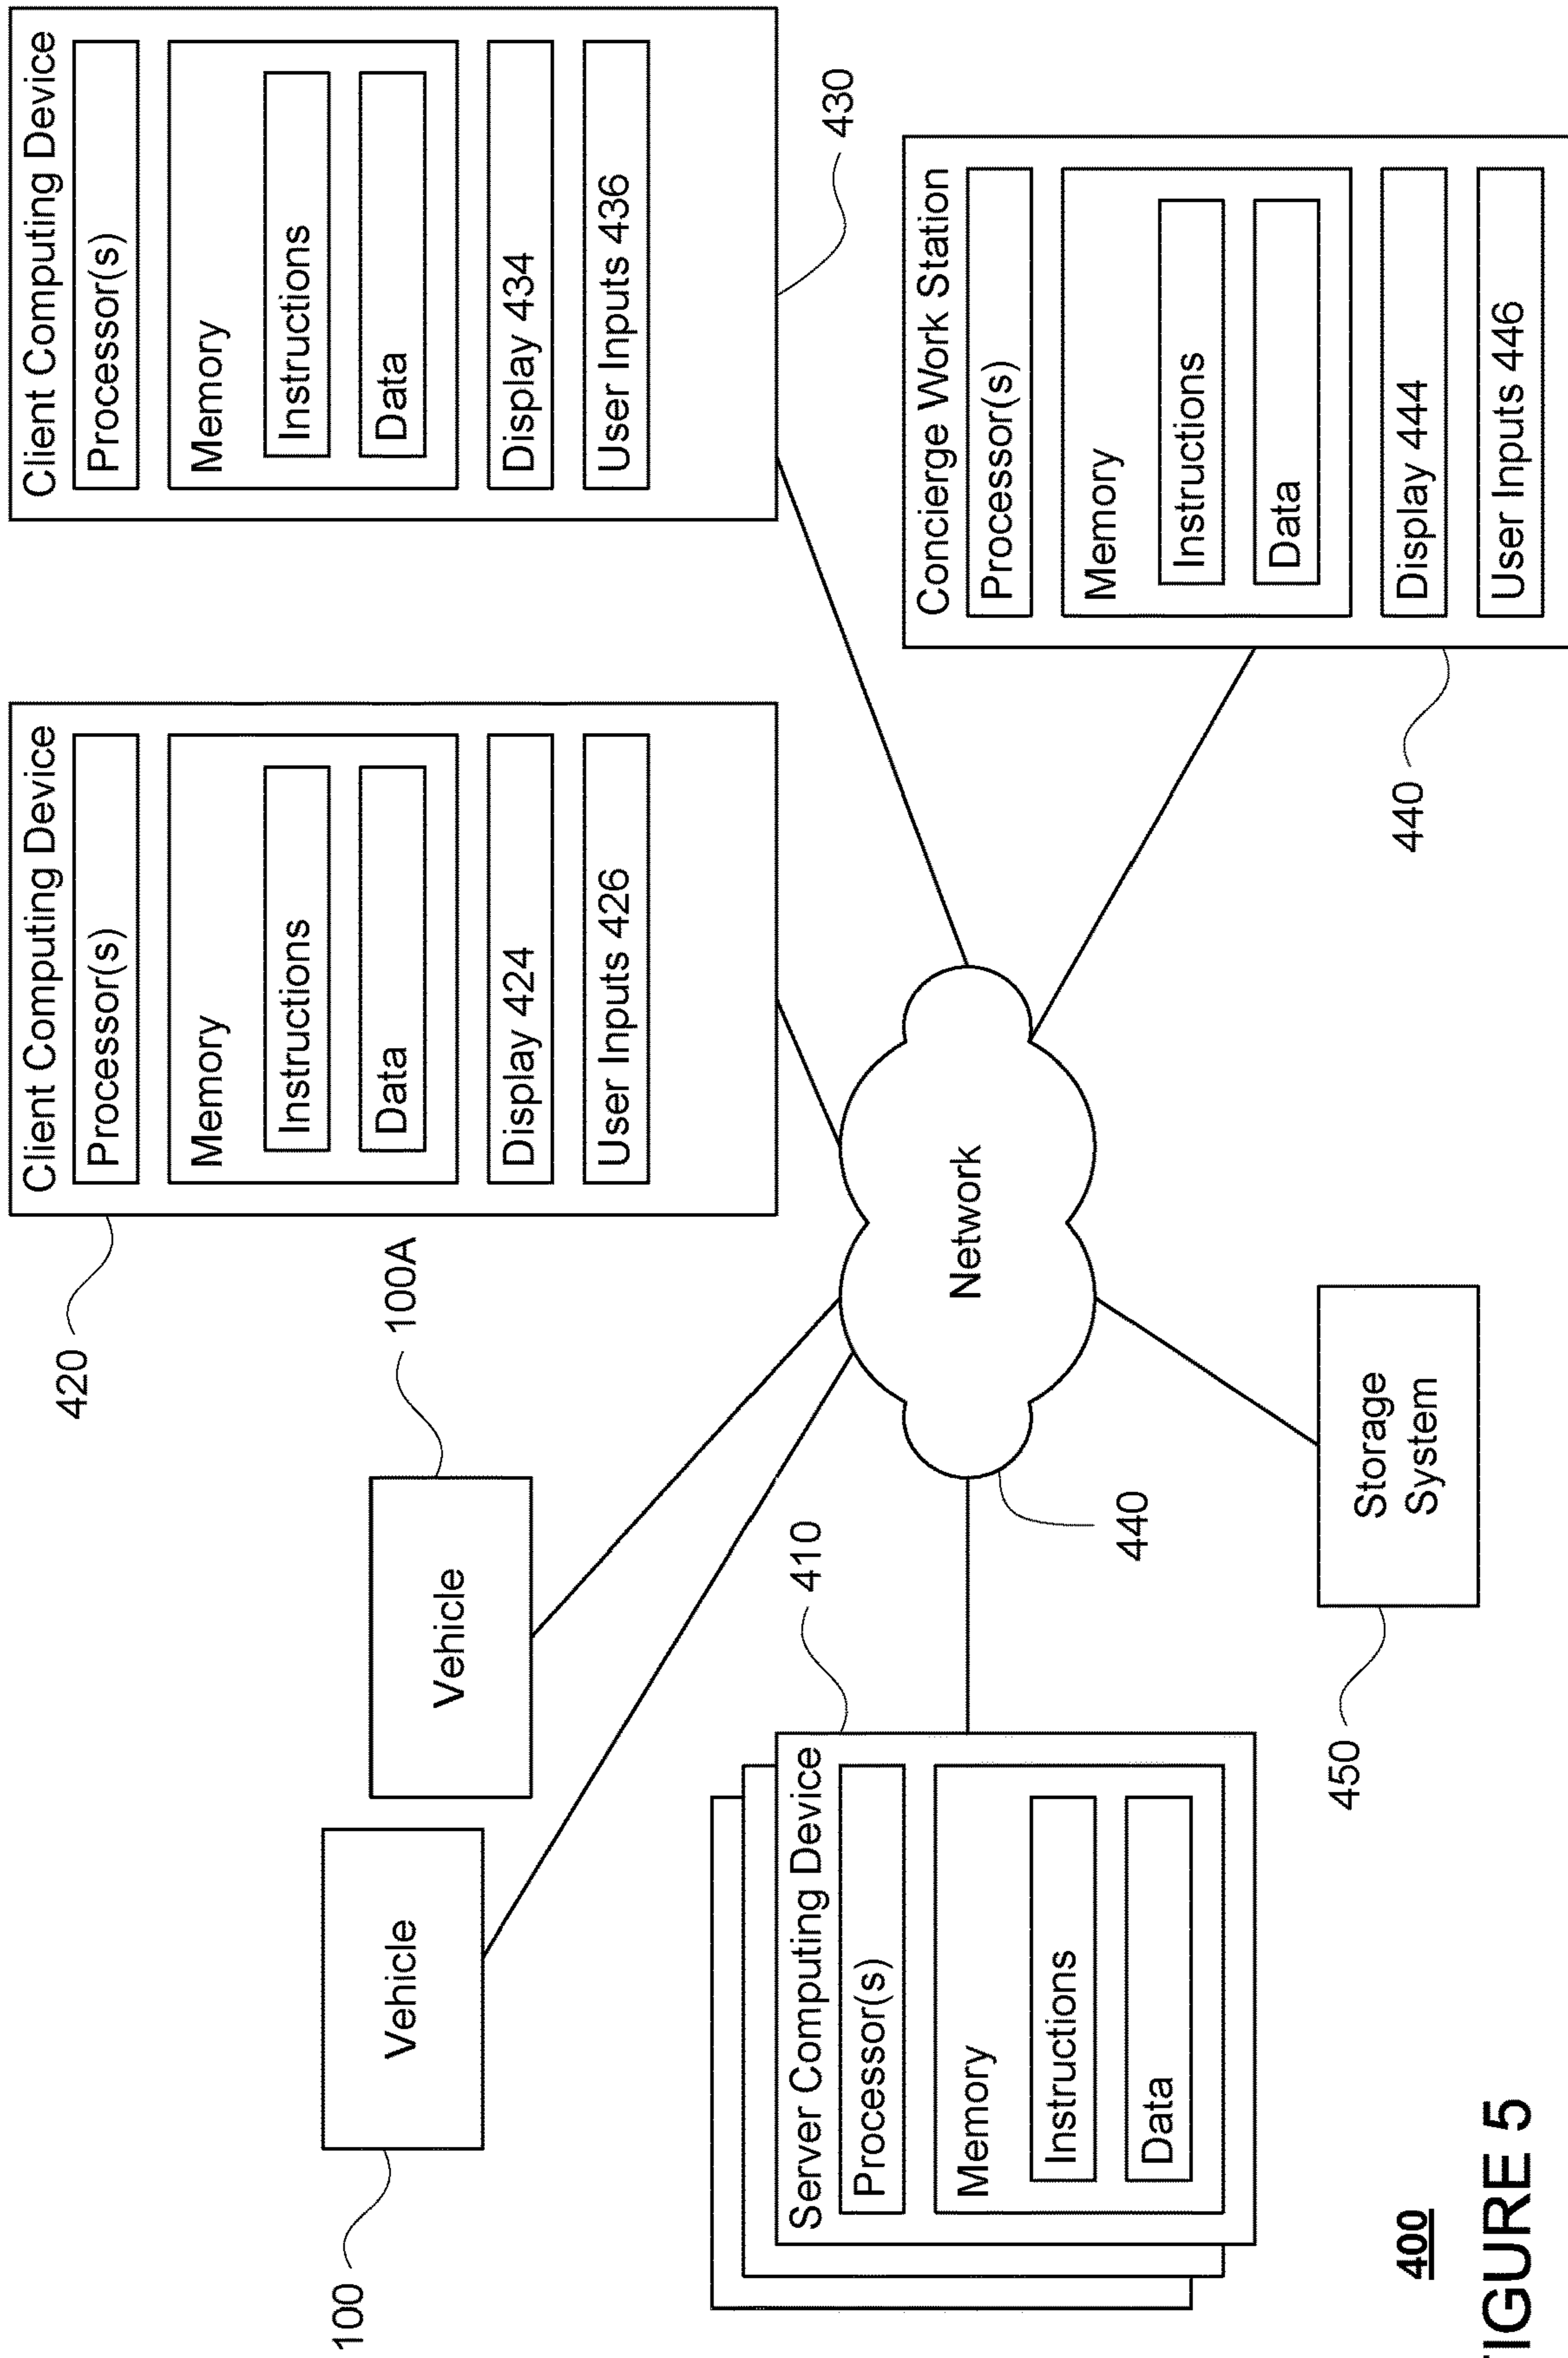 Client Computing Device
Processor(s)
Memory
Instructions
Data
Display 424
User Inputs 426
420
Client Computing Device
Processor(s)
Memory
Instructions
Data
Display 434
User Inputs 436
430
Vehicle
100
Vehicle
100A
Server Computing Device
Processor(s)
Memory
Instructions
Data
410
Network
440
Concierge Work Station
Processor(s)
Memory
Instructions
Data
Display 444
User Inputs 446
440
Storage
System
450
400
FIGURE 5